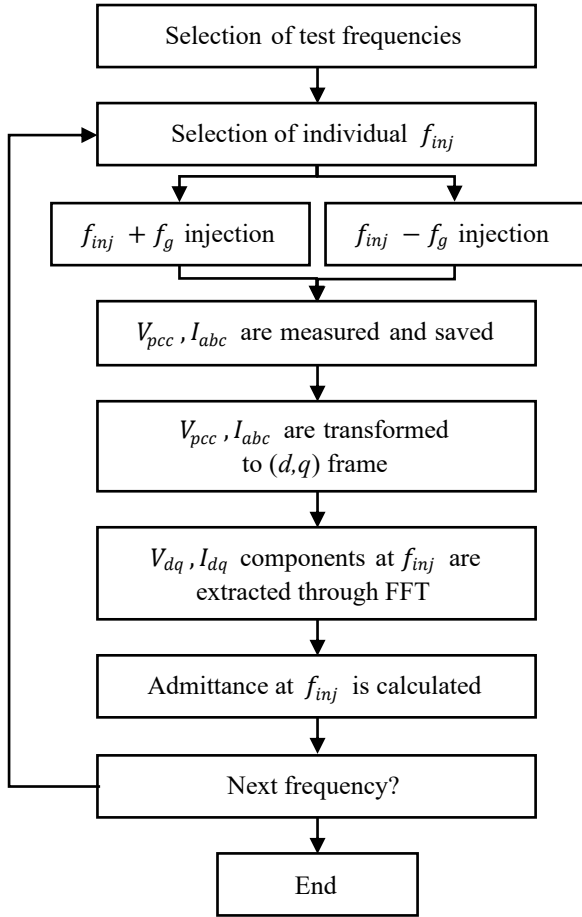 Selection of test frequencies
Selection of individual f_inj
f_inj + f_g injection
f_inj − f_g injection
V_pcc , I_abc are measured and saved
V_pcc , I_abc are transformed
to (d,q) frame
V_dq , I_dq components at f_inj are
extracted through FFT
Admittance at f_inj is calculated
Next frequency?
End